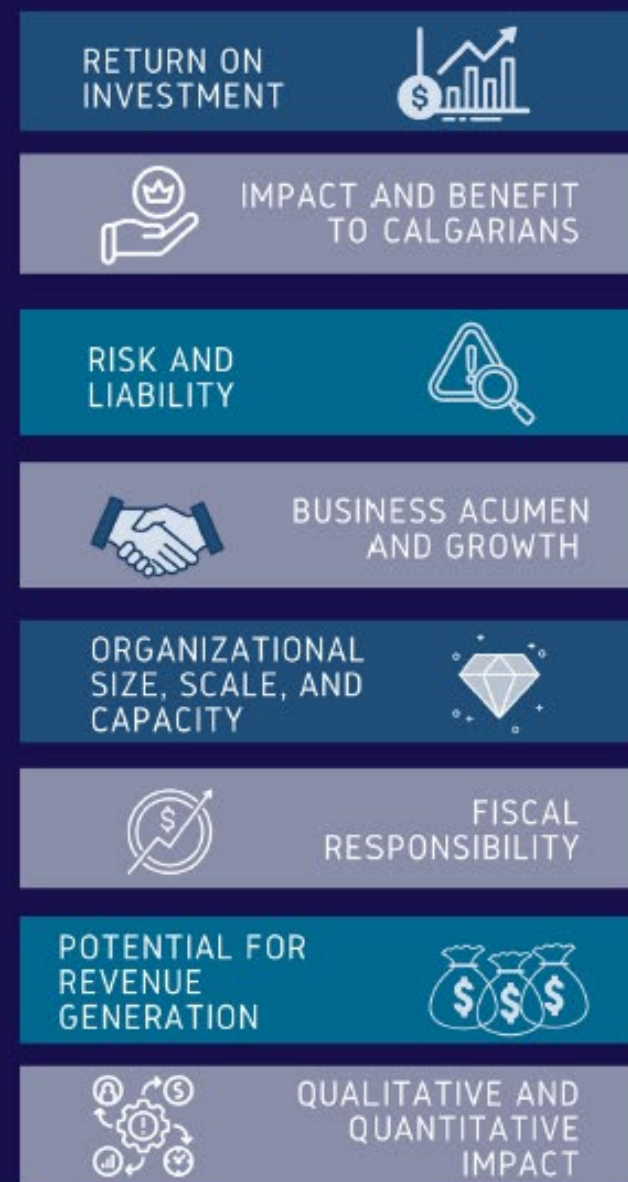 RETURN ON
INVESTMENT
$
IMPACT AND BENEFIT
TO CALGARIANS
RISK AND
LIABILITY
!
BUSINESS ACUMEN
AND GROWTH
ORGANIZATIONAL
SIZE, SCALE, AND
CAPACITY
$
FISCAL
RESPONSIBILITY
POTENTIAL FOR
REVENUE
GENERATION
$ $ $
$
!
QUALITATIVE AND
QUANTITATIVE
IMPACT